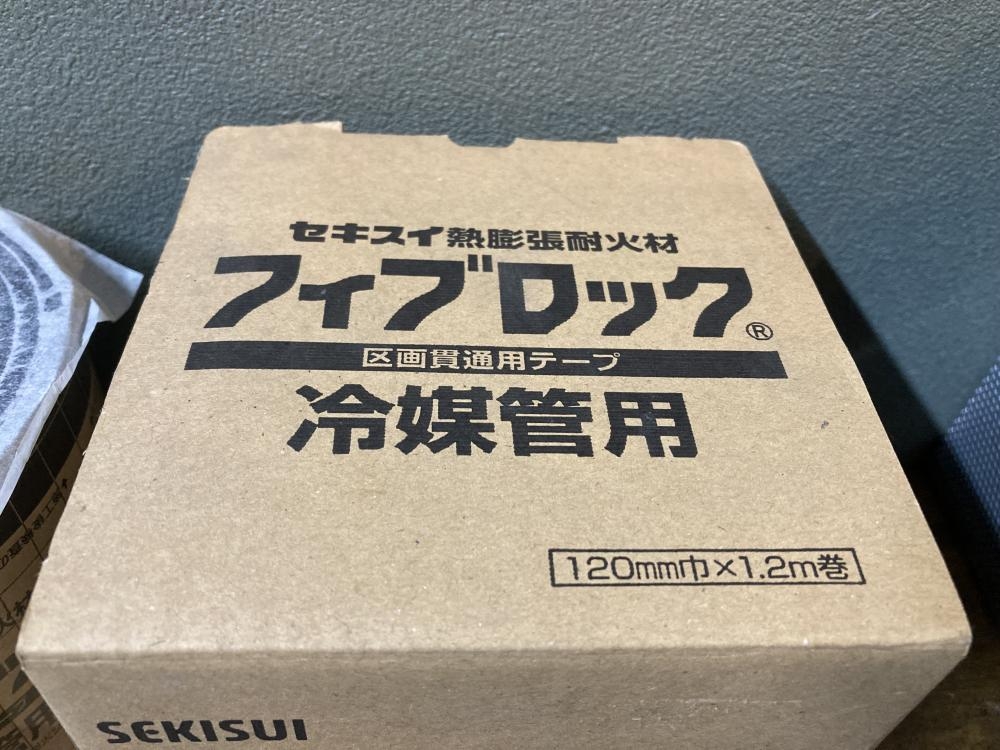 セキスイ熱膨張耐火材
フィブロック®
区画貫通用テープ
冷媒管用
120mm巾×1.2m巻
SEKISUI